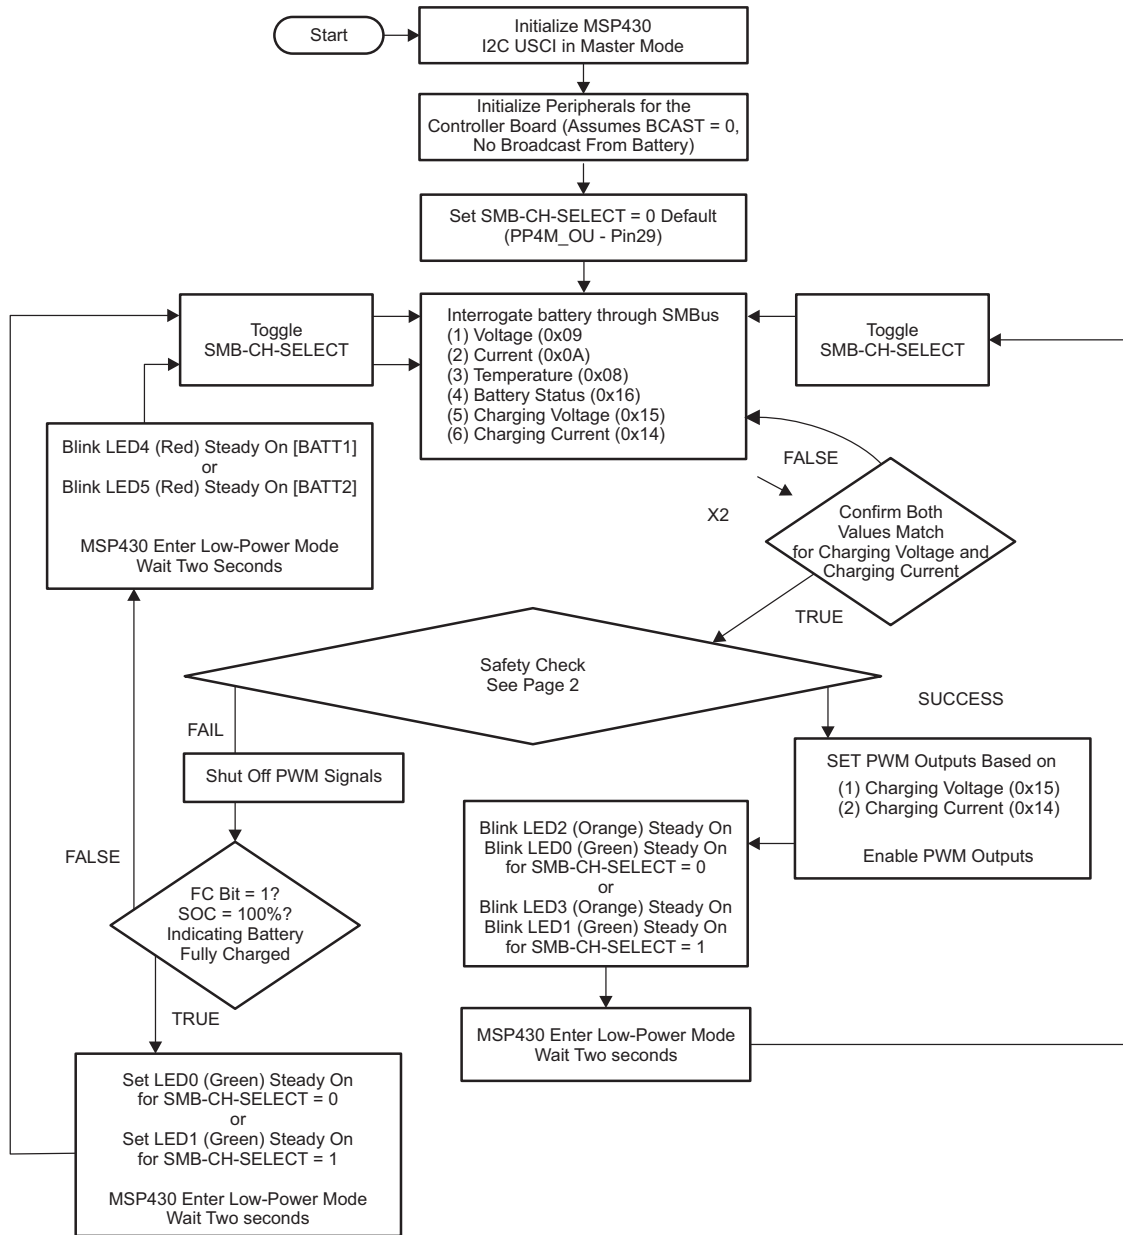 Start
Initialize MSP430
I2C USCI in Master Mode
Initialize Peripherals for the
Controller Board (Assumes BCAST = 0,
No Broadcast From Battery)
Set SMB-CH-SELECT = 0 Default
(PP4M_OU - Pin29)
Toggle
SMB-CH-SELECT
Interrogate battery through SMBus
(1) Voltage (0x09
(2) Current (0x0A)
(3) Temperature (0x08)
(4) Battery Status (0x16)
(5) Charging Voltage (0x15)
(6) Charging Current (0x14)
Toggle
SMB-CH-SELECT
Blink LED4 (Red) Steady On [BATT1]
or
Blink LED5 (Red) Steady On [BATT2]
MSP430 Enter Low-Power Mode
Wait Two Seconds
FALSE
X2
Confirm Both
Values Match
for Charging Voltage and
Charging Current
TRUE
Safety Check
See Page 2
SUCCESS
FAIL
Shut Off PWM Signals
SET PWM Outputs Based on
(1) Charging Voltage (0x15)
(2) Charging Current (0x14)
Enable PWM Outputs
FALSE
FC Bit = 1?
SOC = 100%?
Indicating Battery
Fully Charged
Blink LED2 (Orange) Steady On
Blink LED0 (Green) Steady On
for SMB-CH-SELECT = 0
or
Blink LED3 (Orange) Steady On
Blink LED1 (Green) Steady On
for SMB-CH-SELECT = 1
TRUE
MSP430 Enter Low-Power Mode
Wait Two seconds
Set LED0 (Green) Steady On
for SMB-CH-SELECT = 0
or
Set LED1 (Green) Steady On
for SMB-CH-SELECT = 1
MSP430 Enter Low-Power Mode
Wait Two seconds